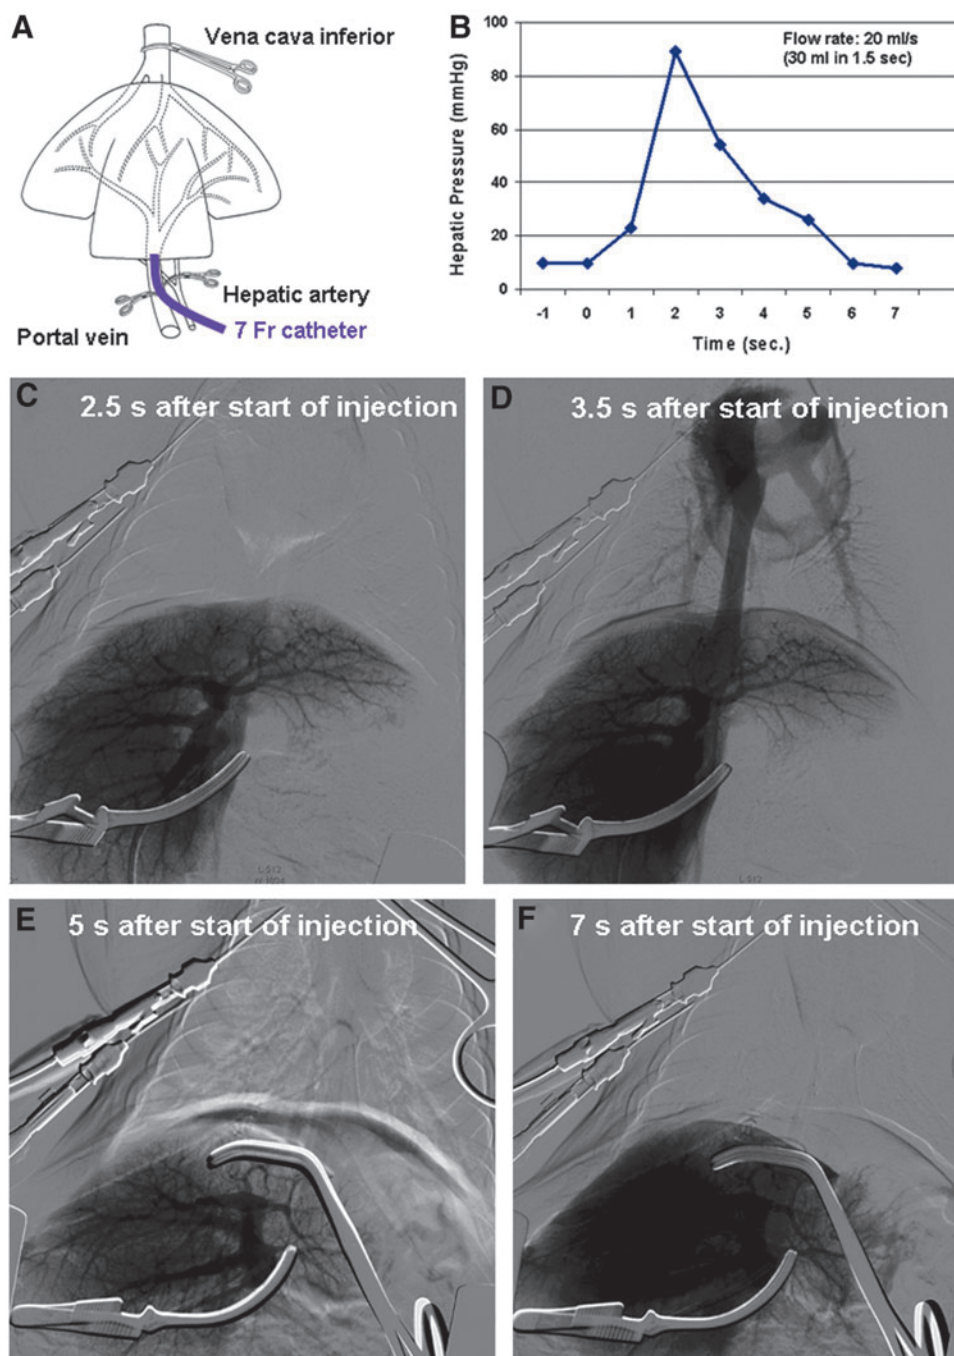 A
Vena cava inferior
Hepatic artery
7 Fr catheter
Portal vein
B
Flow rate: 20 ml/s
(30 ml in 1.5 sec)
Hepatic Pressure (mmHg)
100
80
60
40
20
0
-1 0 1 2 3 4 5 6 7
Time (sec.)
C
2.5 s after start of injection
D
3.5 s after start of injection
E
5 s after start of injection
F
7 s after start of injection